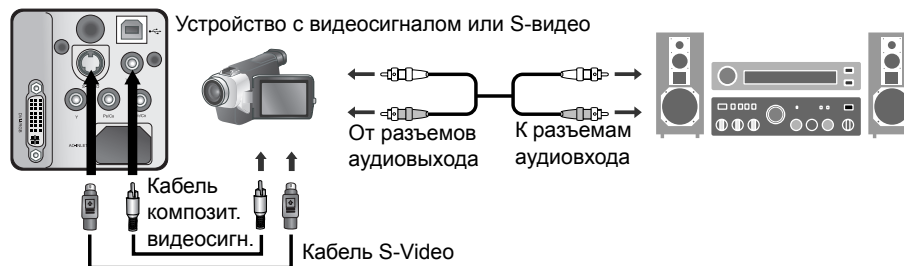 Устройство с видеосигналом или S-видео
От разъемов
аудиовыхода
К разъемам
аудиовхода
Кабель
композит.
видеосигн.
Кабель S-Video